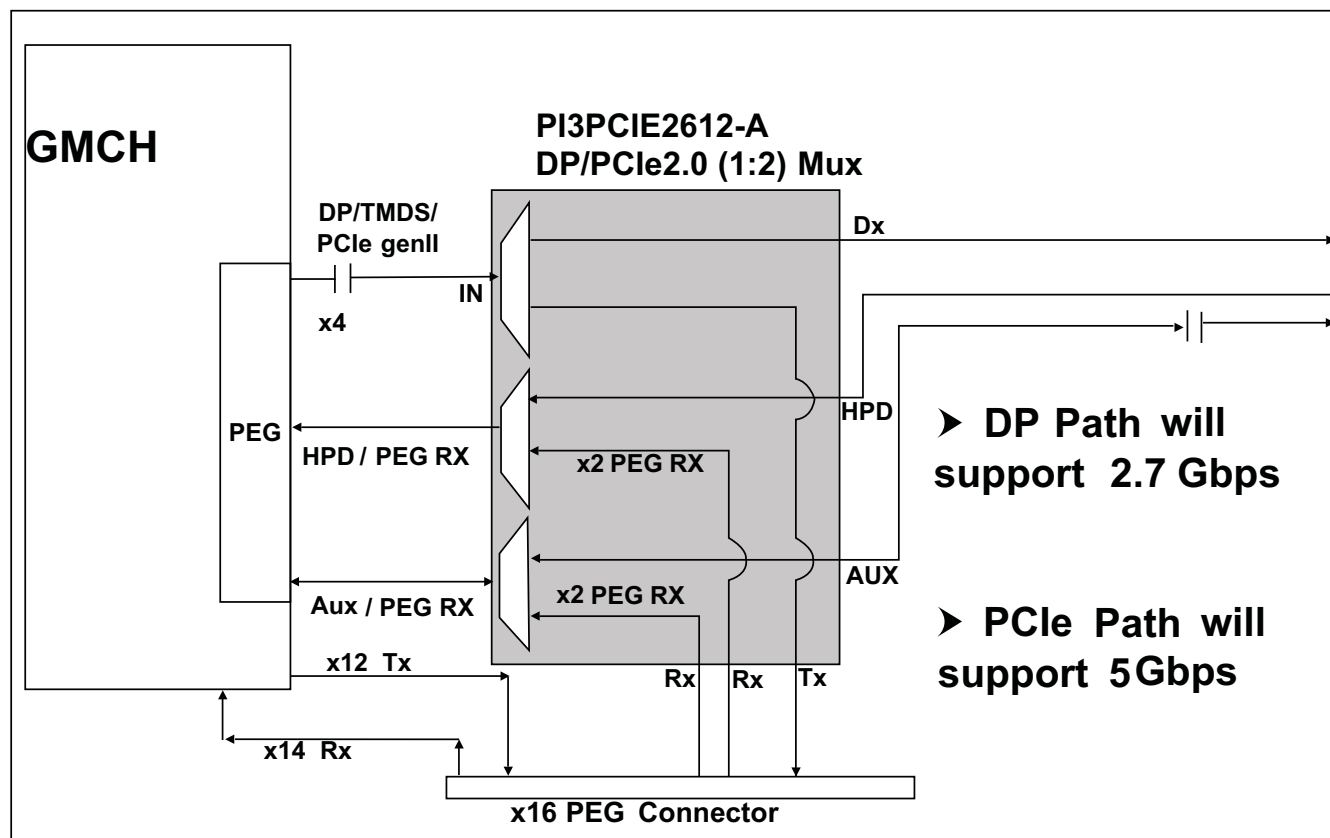 GMCH
PI3PCIE2612-A
DP/PCIe2.0 (1:2) Mux
DP/TMDS/
PCIe genII
Dx
IN
x4
HPD
PEG
HPD / PEG RX
x2 PEG RX
➤ DP Path will
support 2.7 Gbps
AUX
Aux / PEG RX
x2 PEG RX
➤ PCIe Path will
support 5Gbps
x12 Tx
Rx
Rx
Tx
x14 Rx
x16 PEG Connector